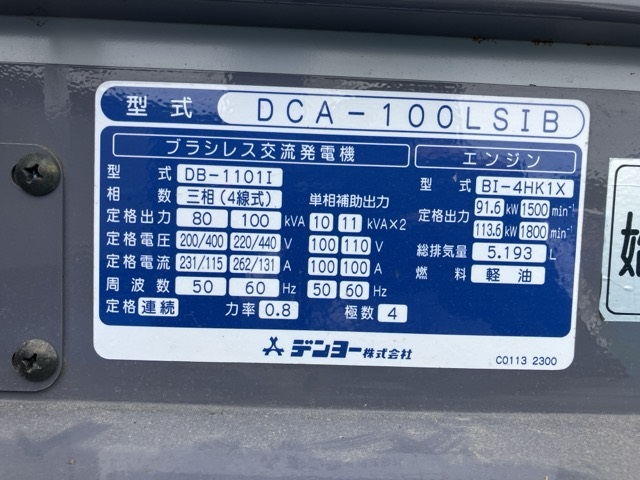 型式 DCA-100LSIB
ブラシレス交流発電機
型式 DB-1101I
相数 三相(4線式) 単相補助出力
定格出力 80 100 kVA 10 11 kVA×2
定格電圧 200/400 220/440 V 100 110 V
定格電流 231/115 262/131 A 100 100 A
周波数 50 60 Hz 50 60 Hz
定格 連続 力率 0.8 極数 4
エンジン
型式 BI-4HK1X
定格出力 91.6 kW 1500 min⁻¹
113.6 kW 1800 min⁻¹
総排気量 5.193 L
燃料 軽油
デンヨー株式会社
C0113 2300